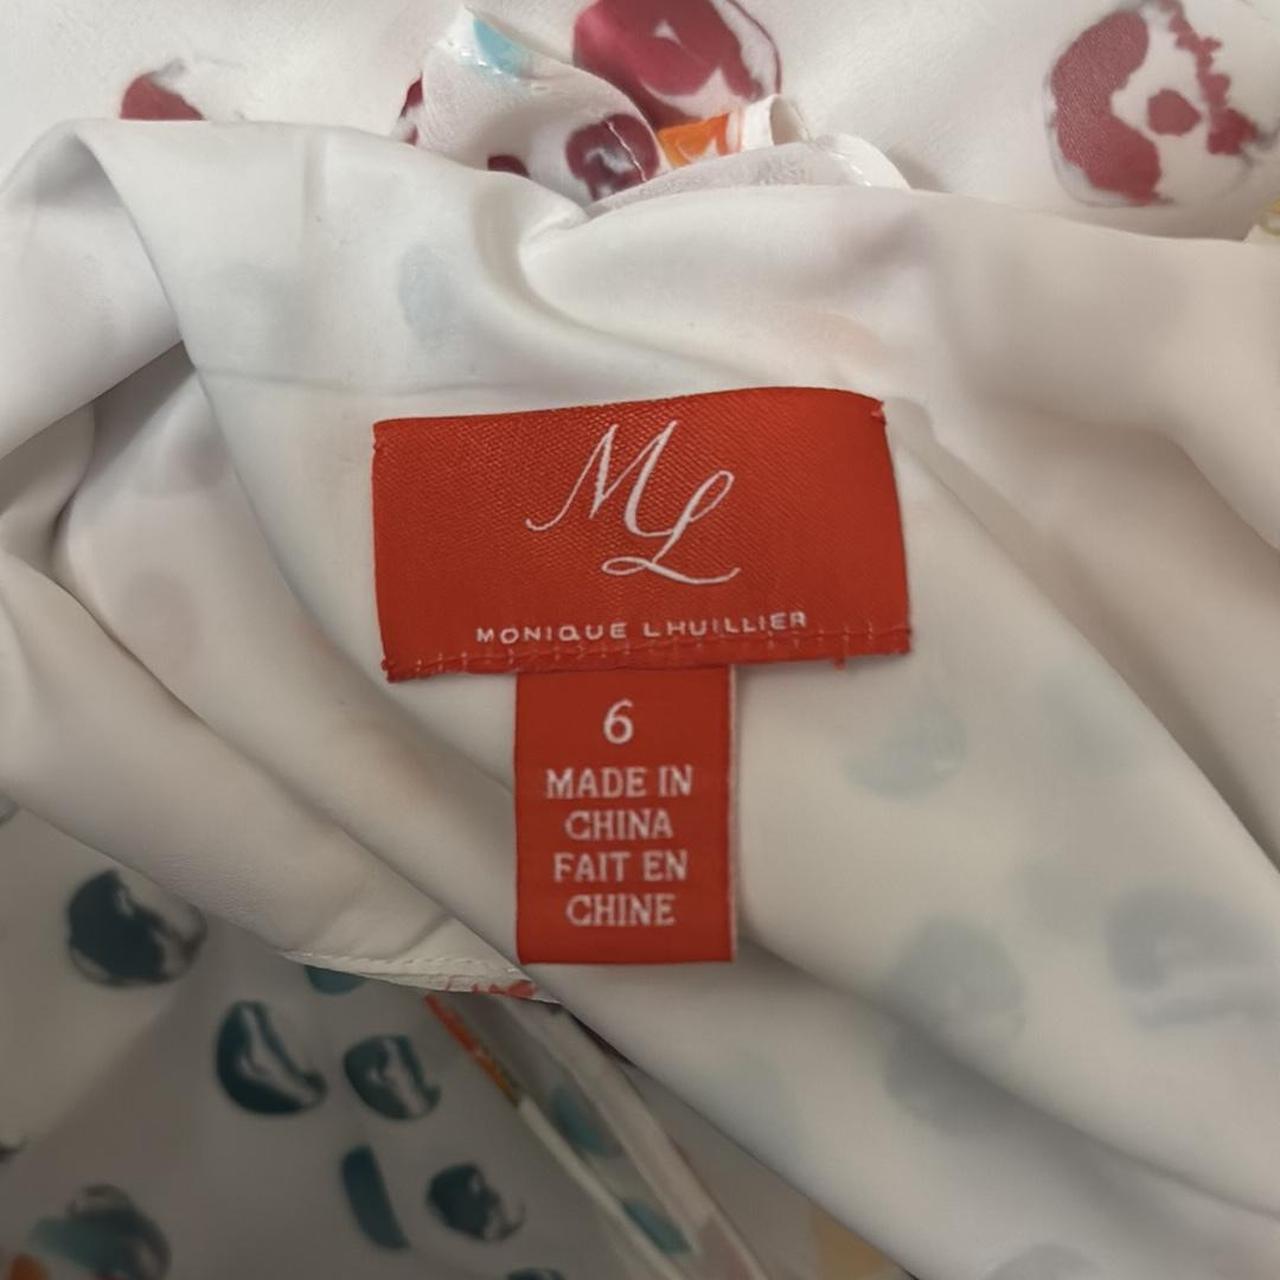 ML
MONIQUE LHUILLIER
6
MADE IN
CHINA
FAIT EN
CHINE